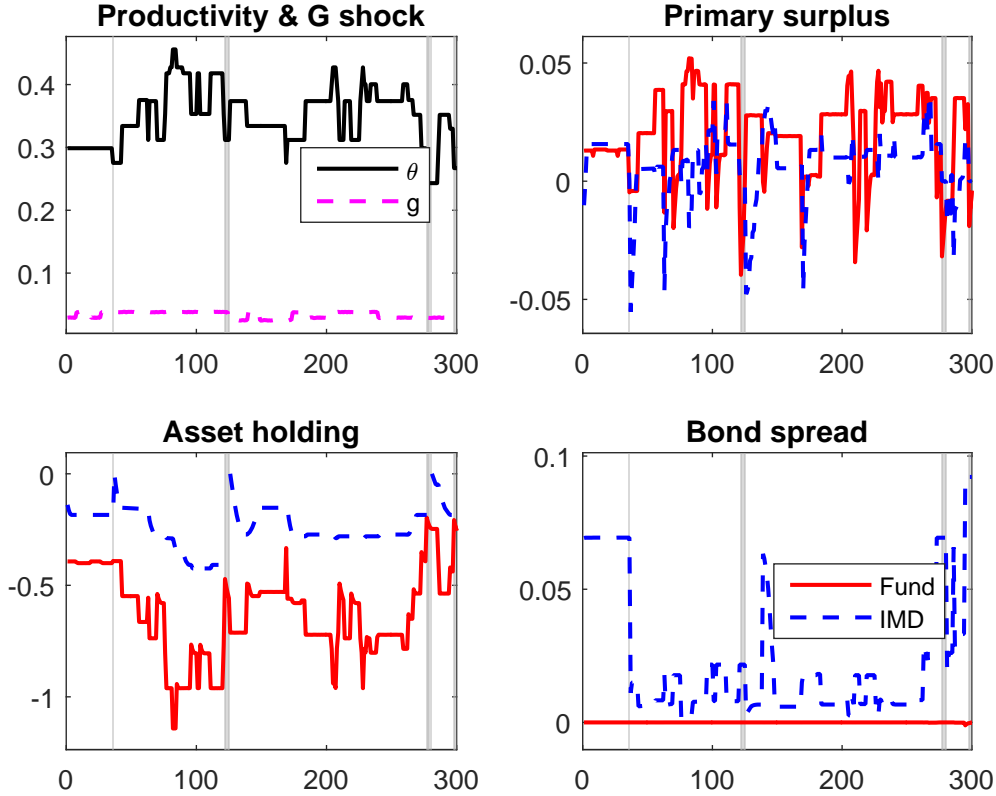 Productivity & G shock
0.4
0.3
0.2
0.1
θ
g
0 100 200 300
Primary surplus
0.05
0
-0.05
0 100 200 300
Asset holding
0
-0.5
-1
0 100 200 300
Bond spread
0.1
0.05
0
Fund
IMD
0 100 200 300